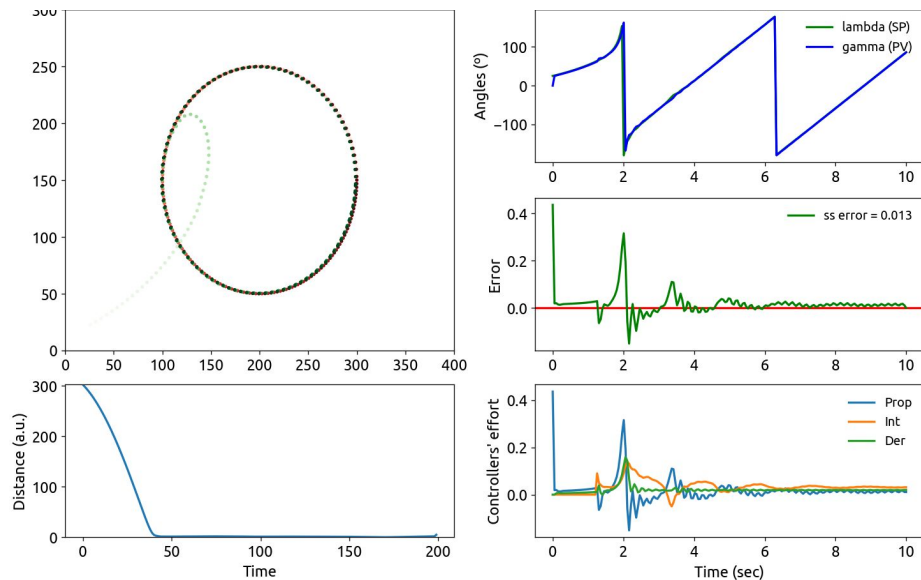 300
250
200
150
100
50
0
0 50 100 150 200 250 300 350 400
Distance (a.u.)
300
200
100
0
0 50 100 150 200
Time
Angles (º)
100
0
−100
lambda (SP)
gamma (PV)
0 2 4 6 8 10
Error
0.4
0.2
0.0
ss error = 0.013
0 2 4 6 8 10
Controllers' effort
0.4
0.2
0.0
Prop
Int
Der
0 2 4 6 8 10
Time (sec)